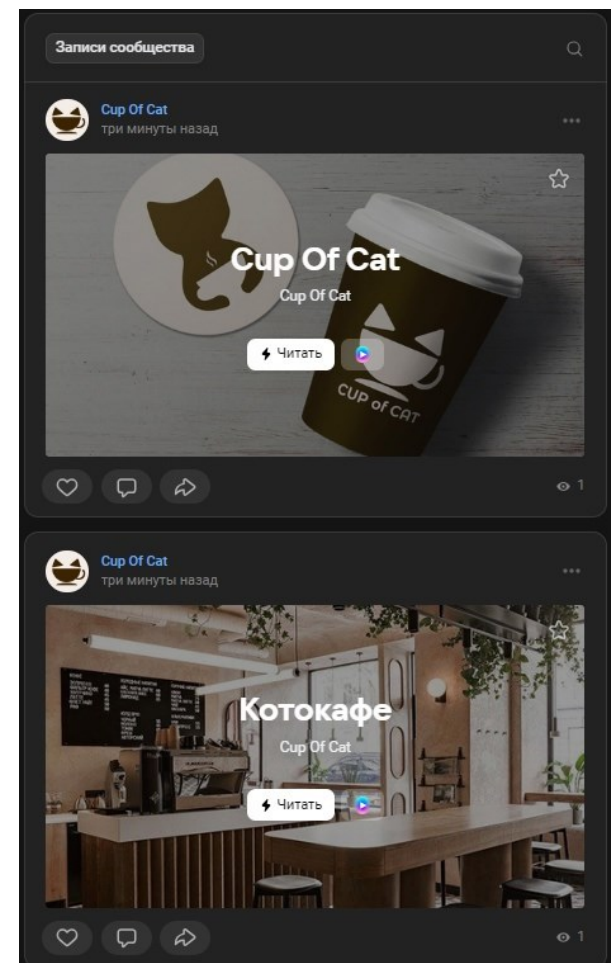 Записи сообщества
Cup Of Cat
три минуты назад
Cup Of Cat
Cup Of Cat
Читать
CUP of CAT
1
Cup Of Cat
три минуты назад
Котокафе
Cup Of Cat
Читать
1